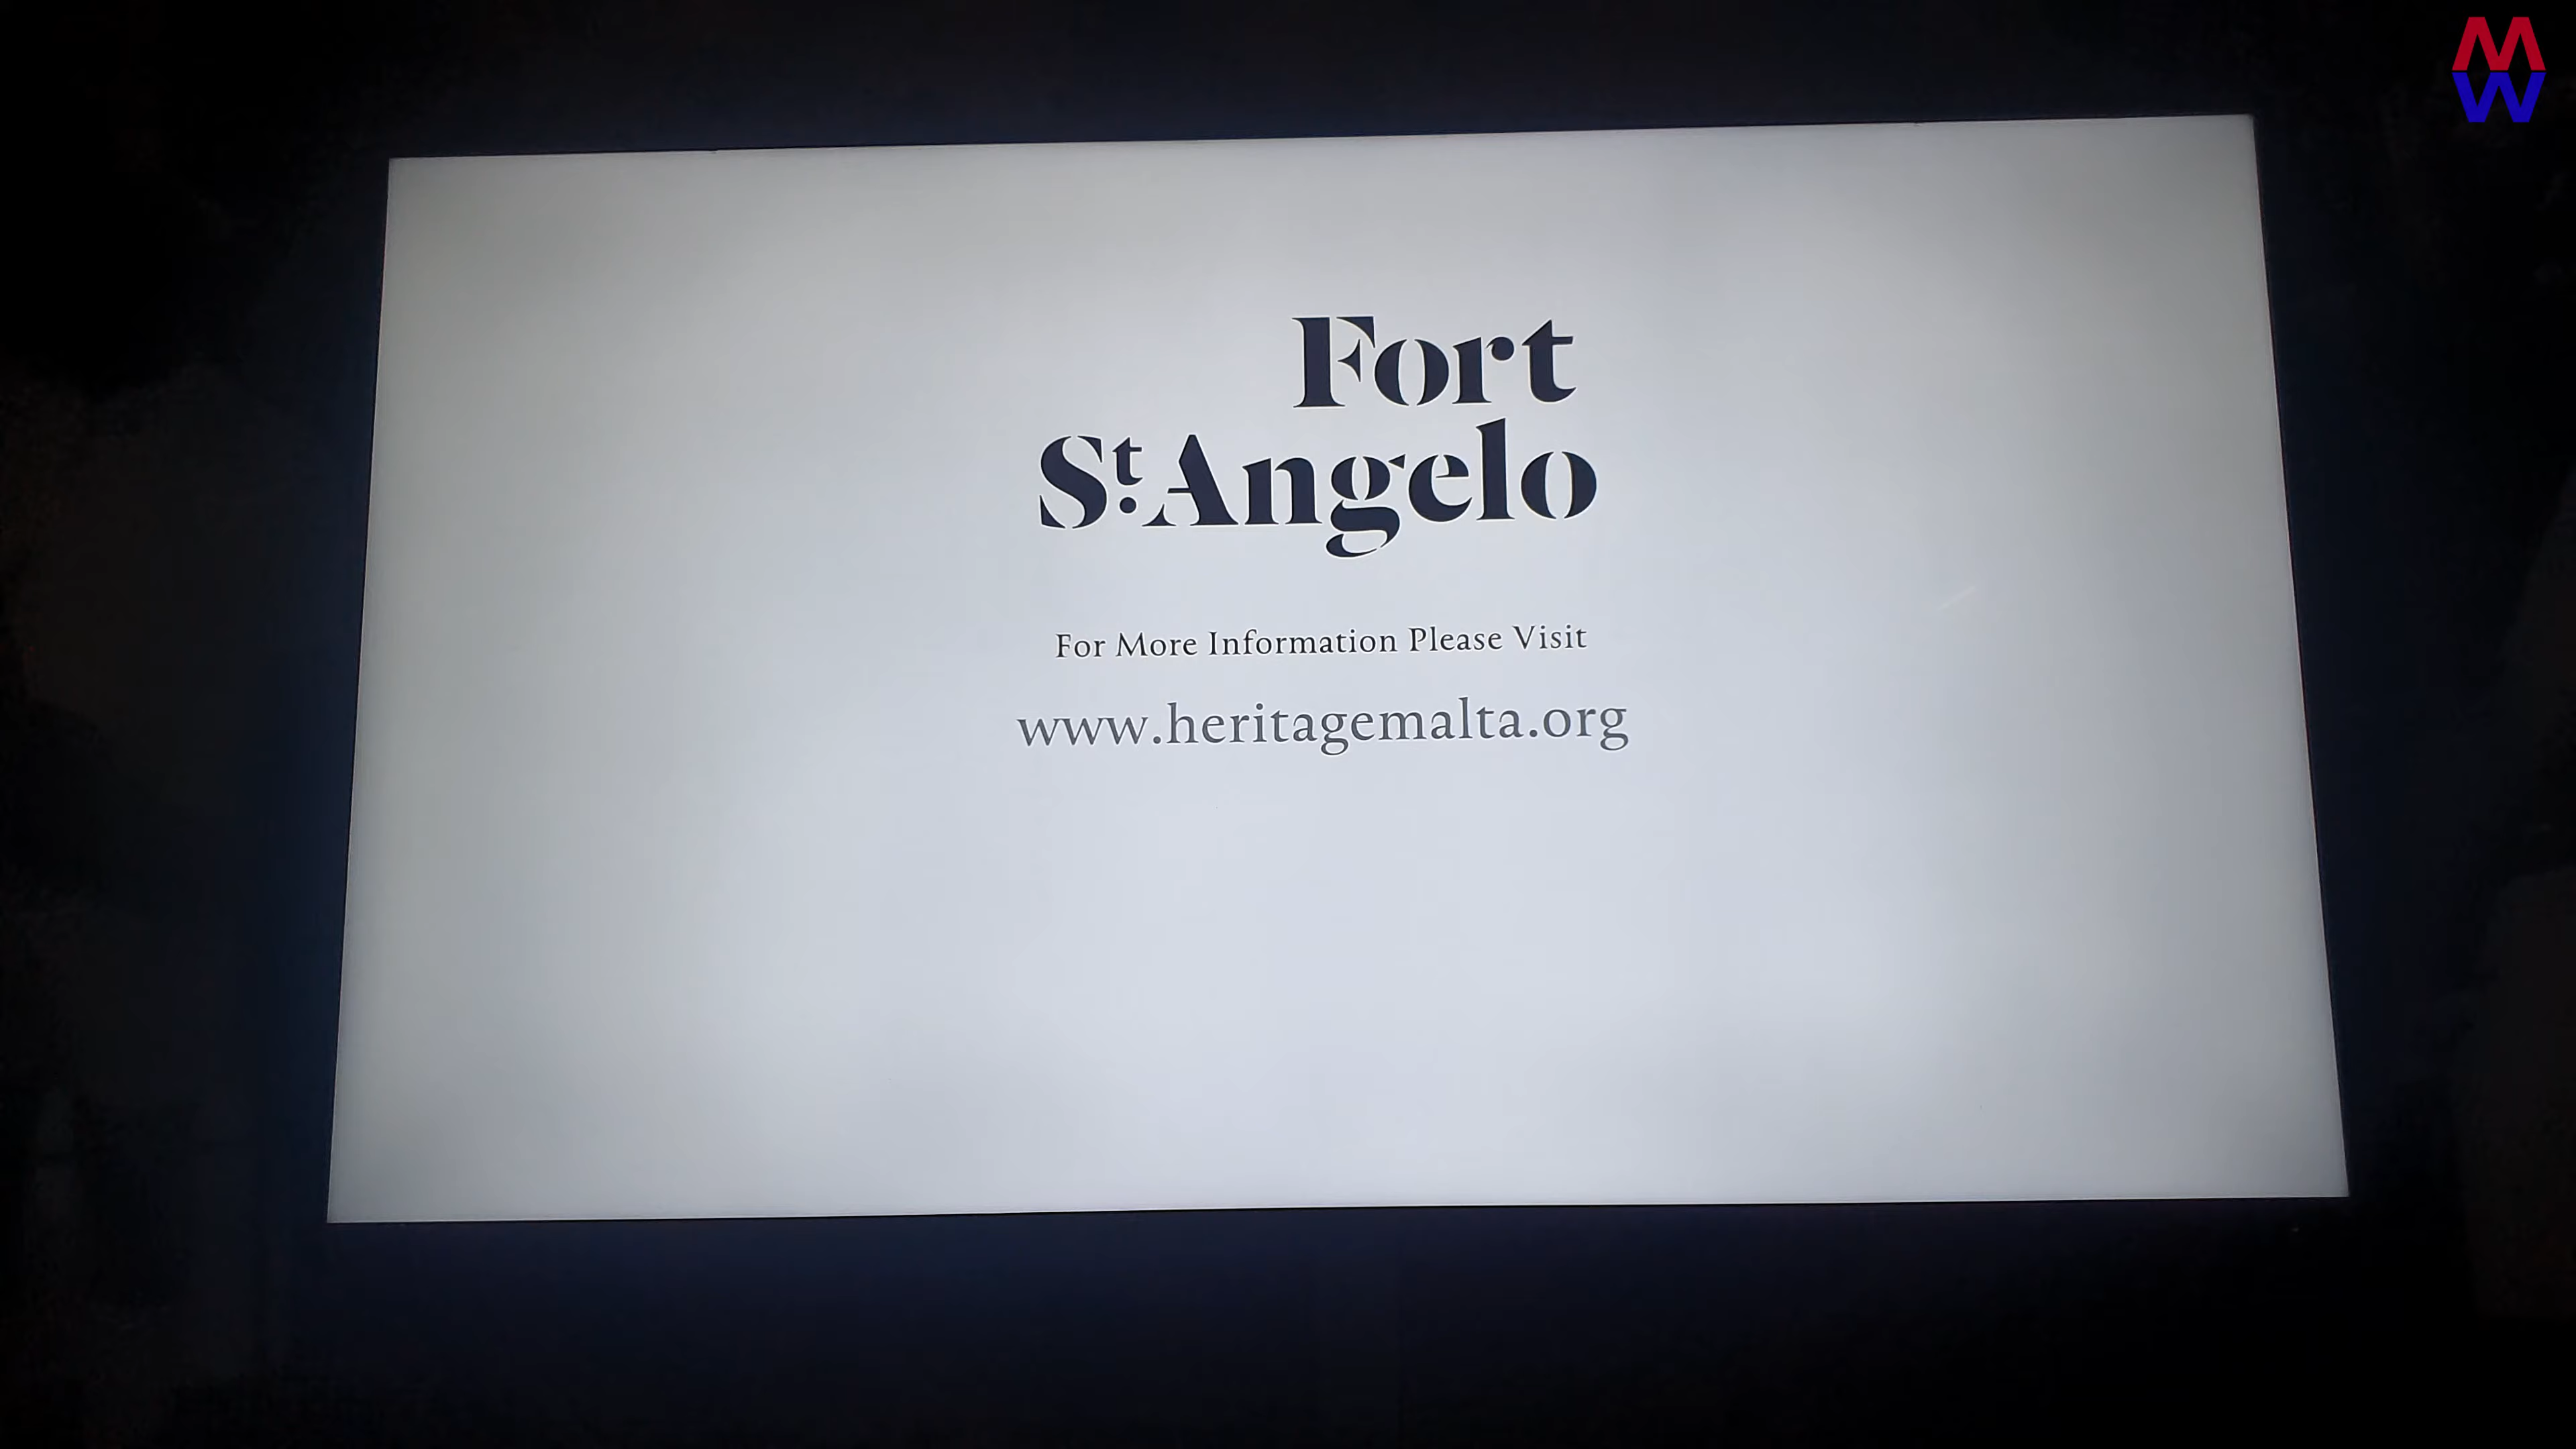 M
W
Fort
St. Angelo
For More Information Please Visit
www.heritagemalta.org